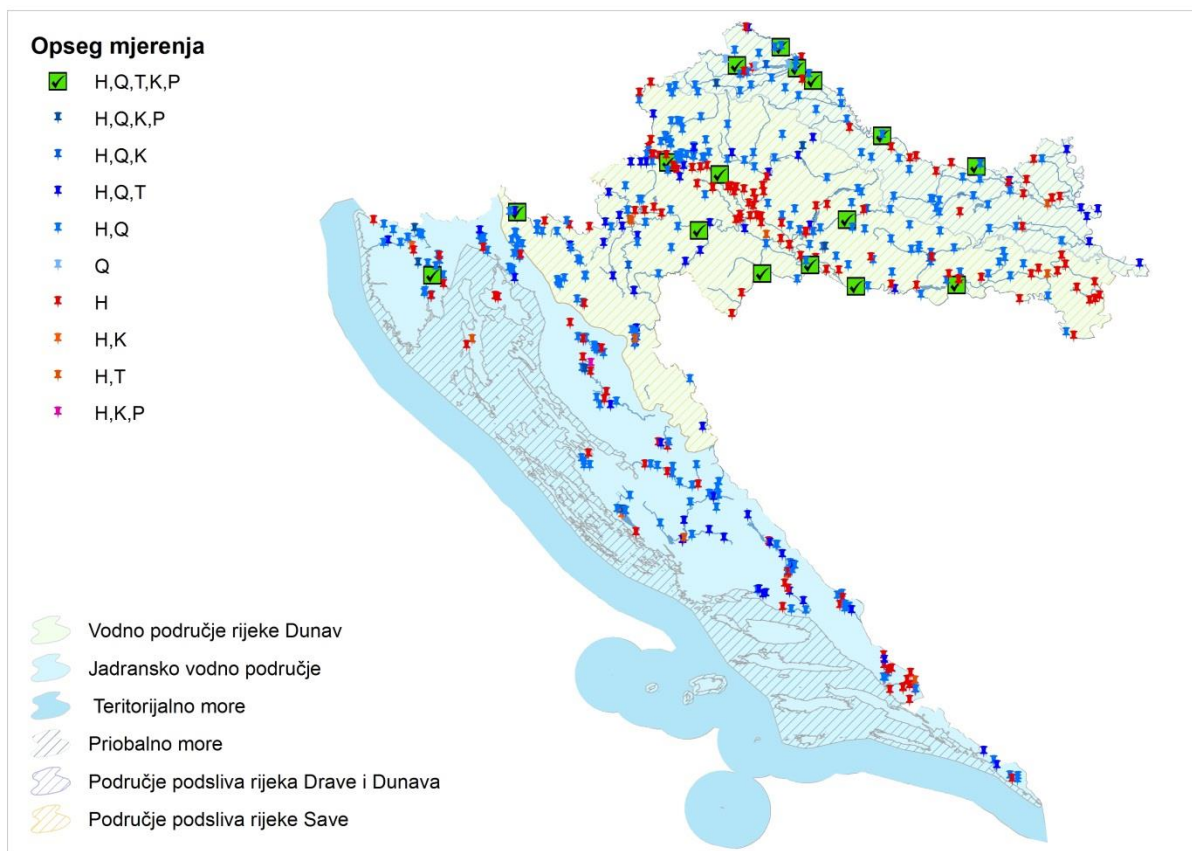 Opseg mjerenja
H,Q,T,K,P
H,Q,K,P
H,Q,K
H,Q,T
H,Q
Q
H
H,K
H,T
H,K,P
Vodno područje rijeke Dunav
Jadransko vodno područje
Teritorijalno more
Priobalno more
Područje podsliva rijeka Drave i Dunava
Područje podsliva rijeke Save